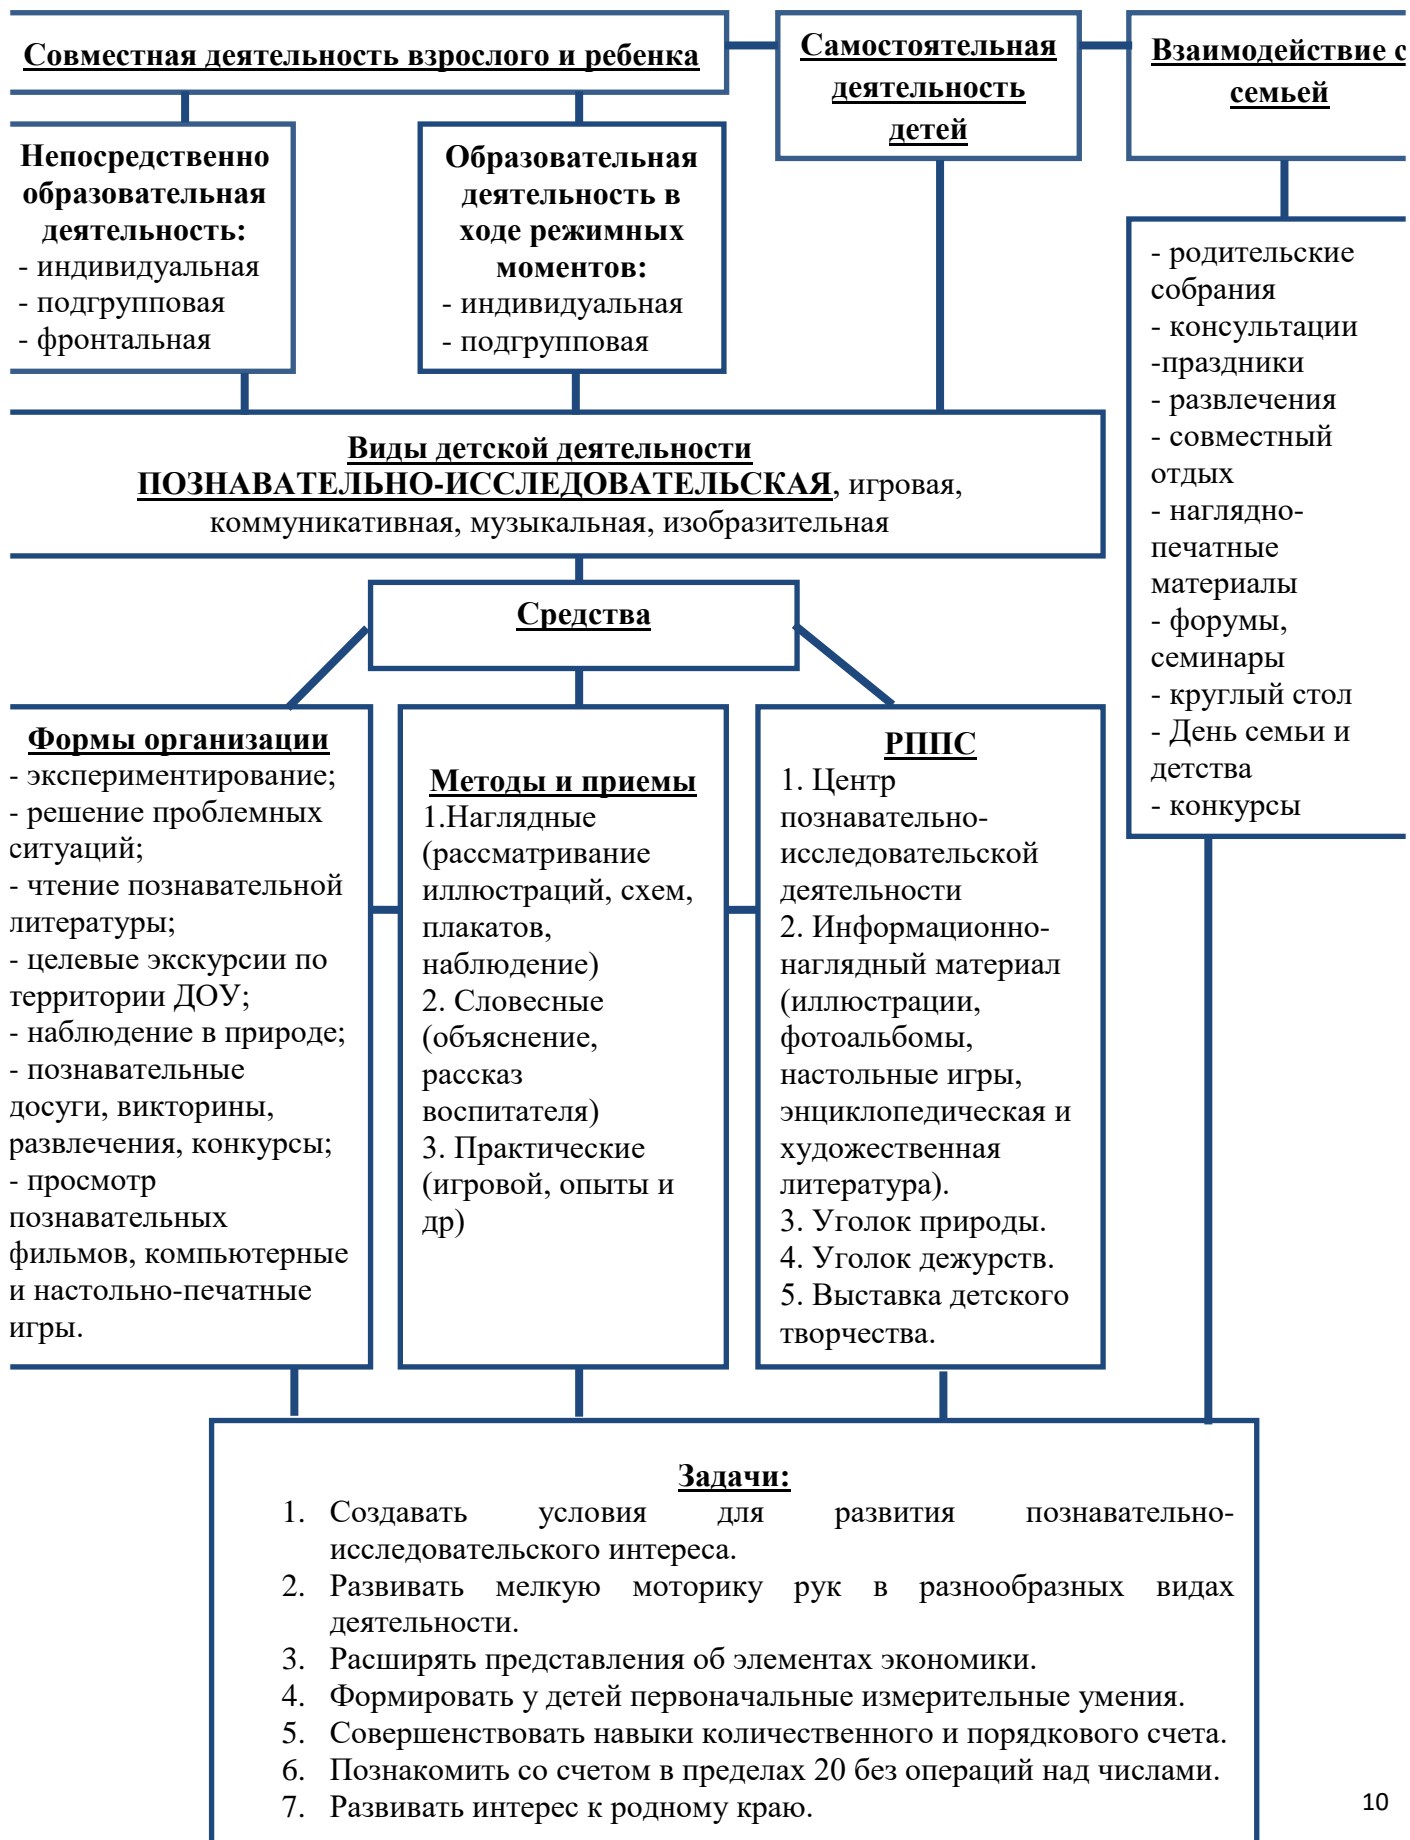 Совместная деятельность взрослого и ребенка
Самостоятельная
деятельность
детей
Взаимодействие с
семьей
Непосредственно
образовательная
деятельность:
- индивидуальная
- подгрупповая
- фронтальная
Образовательная
деятельность в
ходе режимных
моментов:
- индивидуальная
- подгрупповая
- родительские
собрания
- консультации
-праздники
- развлечения
- совместный
отдых
- наглядно-
печатные
материалы
- форумы,
семинары
- круглый стол
- День семьи и
детства
- конкурсы
Виды детской деятельности
ПОЗНАВАТЕЛЬНО-ИССЛЕДОВАТЕЛЬСКАЯ, игровая,
коммуникативная, музыкальная, изобразительная
Средства
Формы организации
- экспериментирование;
- решение проблемных
ситуаций;
- чтение познавательной
литературы;
- целевые экскурсии по
территории ДОУ;
- наблюдение в природе;
- познавательные
досуги, викторины,
развлечения, конкурсы;
- просмотр
познавательных
фильмов, компьютерные
и настольно-печатные
игры.
Методы и приемы
1.Наглядные
(рассматривание
иллюстраций, схем,
плакатов,
наблюдение)
2. Словесные
(объяснение,
рассказ
воспитателя)
3. Практические
(игровой, опыты и
др)
РППС
1. Центр
познавательно-
исследовательской
деятельности
2. Информационно-
наглядный материал
(иллюстрации,
фотоальбомы,
настольные игры,
энциклопедическая и
художественная
литература).
3. Уголок природы.
4. Уголок дежурств.
5. Выставка детского
творчества.
Задачи:
1. Создавать условия для развития познавательно-
исследовательского интереса.
2. Развивать мелкую моторику рук в разнообразных видах
деятельности.
3. Расширять представления об элементах экономики.
4. Формировать у детей первоначальные измерительные умения.
5. Совершенствовать навыки количественного и порядкового счета.
6. Познакомить со счетом в пределах 20 без операций над числами.
7. Развивать интерес к родному краю.
10